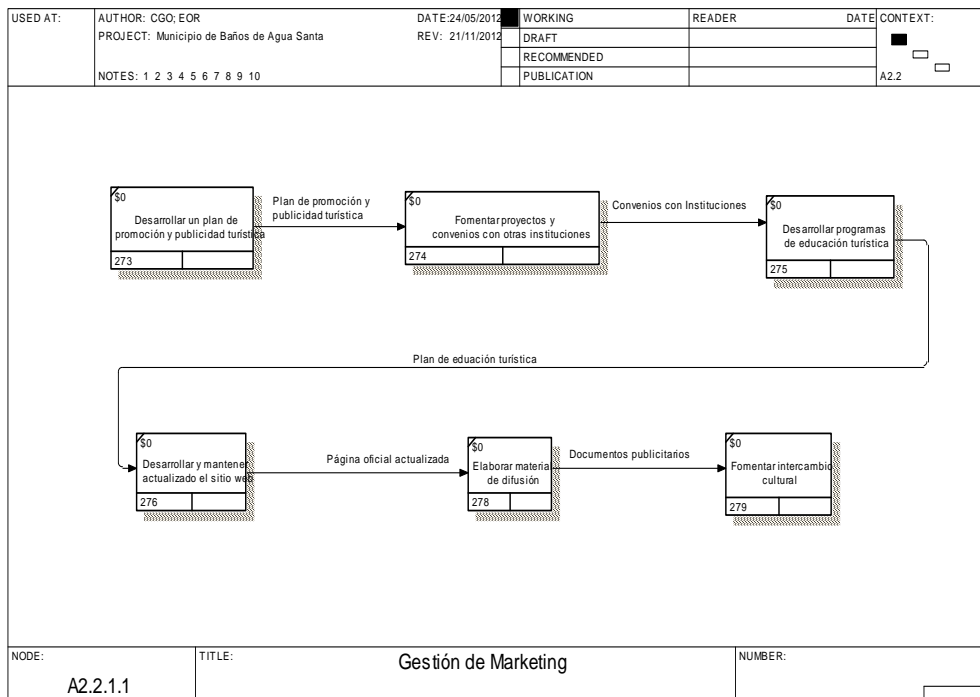 USED AT:
AUTHOR: CGO; EOR
DATE:24/05/2012
WORKING
READER
DATE
CONTEXT:
PROJECT: Municipio de Baños de Agua Santa
REV: 21/11/2012
DRAFT
RECOMMENDED
NOTES: 1 2 3 4 5 6 7 8 9 10
PUBLICATION
A2.2
$0
Desarrollar un plan de
promoción y publicidad turística
273
Plan de promoción y
publicidad turística
$0
Fomentar proyectos y
convenios con otras instituciones
274
Convenios con Instituciones
$0
Desarrollar programas
de educación turística
275
Plan de eduación turística
$0
Desarrollar y mantener
actualizado el sitio web
276
Página oficial actualizada
$0
Elaborar materia
de difusión
278
Documentos publicitarios
$0
Fomentar intercambio
cultural
279
NODE:
A2.2.1.1
TITLE:
Gestión de Marketing
NUMBER: